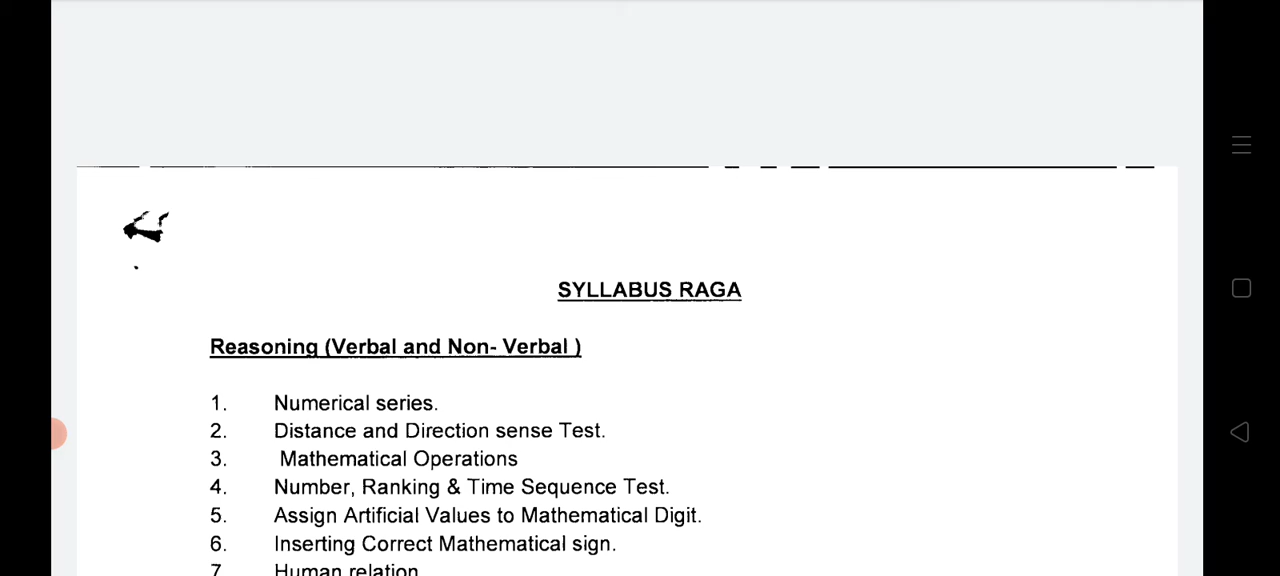 SYLLABUS RAGA
Reasoning (Verbal and Non- Verbal )
1. Numerical series.
2. Distance and Direction sense Test.
3. Mathematical Operations
4. Number, Ranking & Time Sequence Test.
5. Assign Artificial Values to Mathematical Digit.
6. Inserting Correct Mathematical sign.
7. Human relation